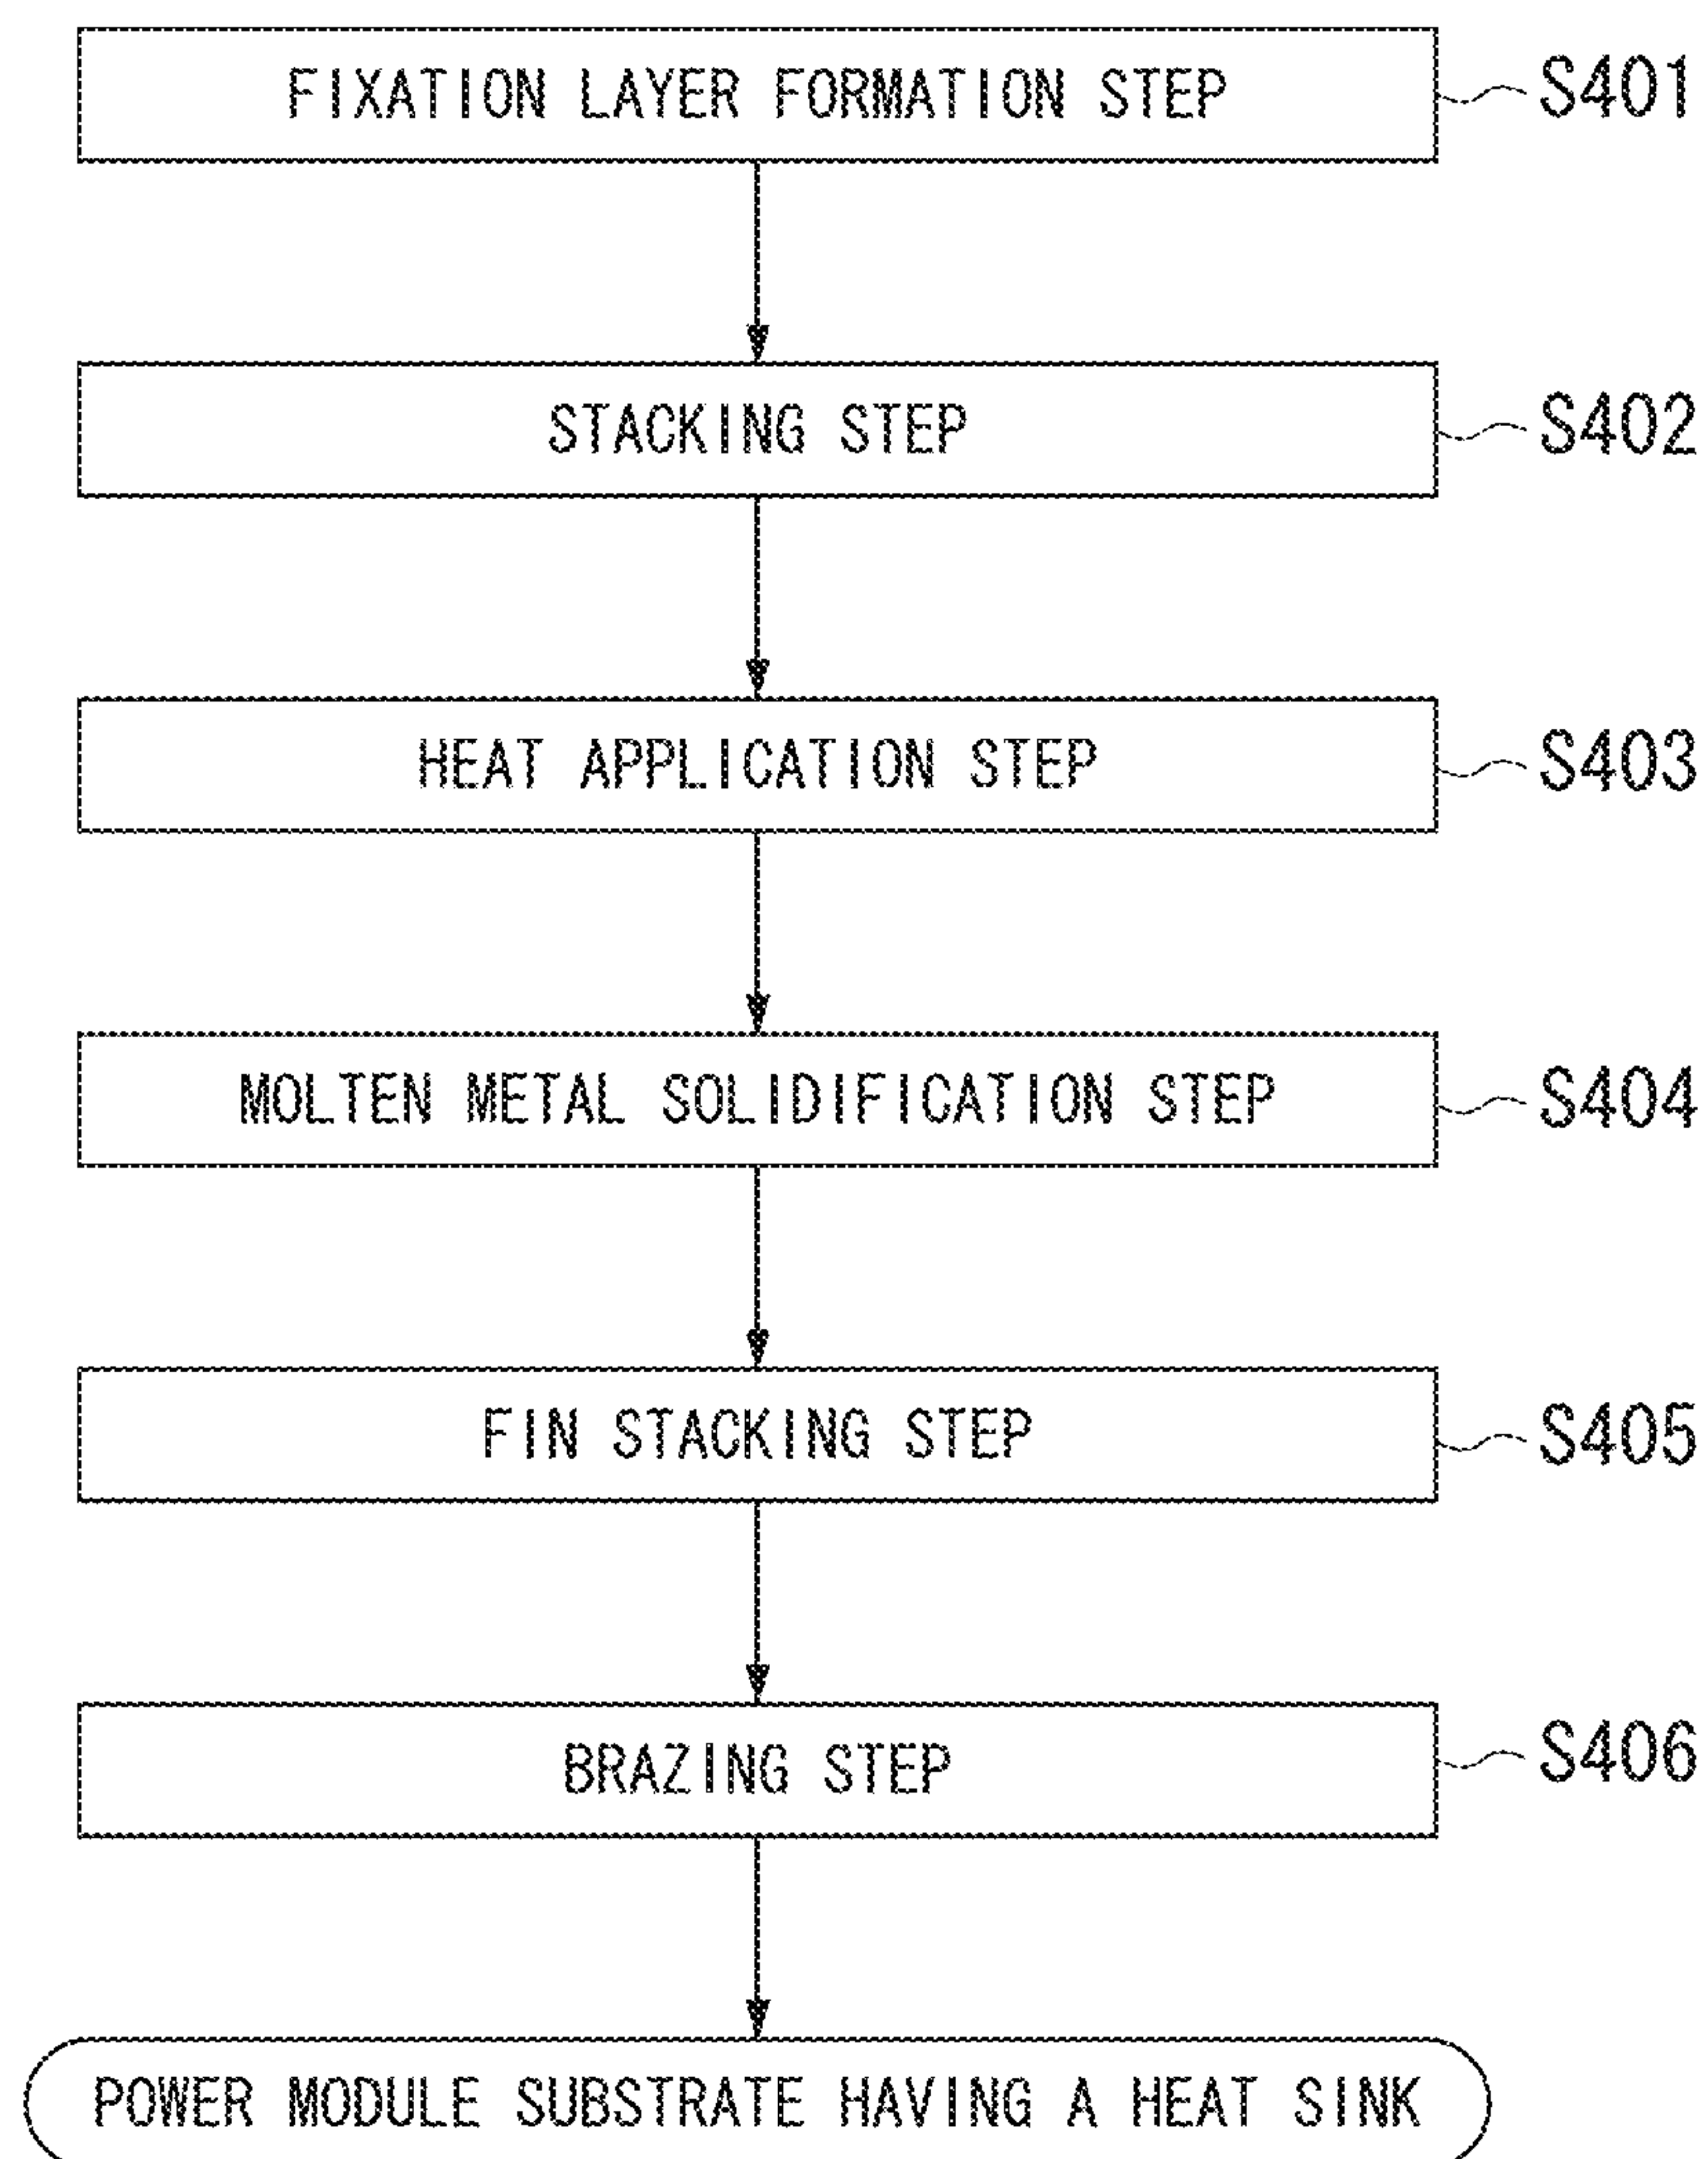 FIXATION LAYER FORMATION STEP S401
STACKING STEP S402
HEAT APPLICATION STEP S403
MOLTEN METAL SOLIDIFICATION STEP S404
FIN STACKING STEP S405
BRAZING STEP S406
POWER MODULE SUBSTRATE HAVING A HEAT SINK